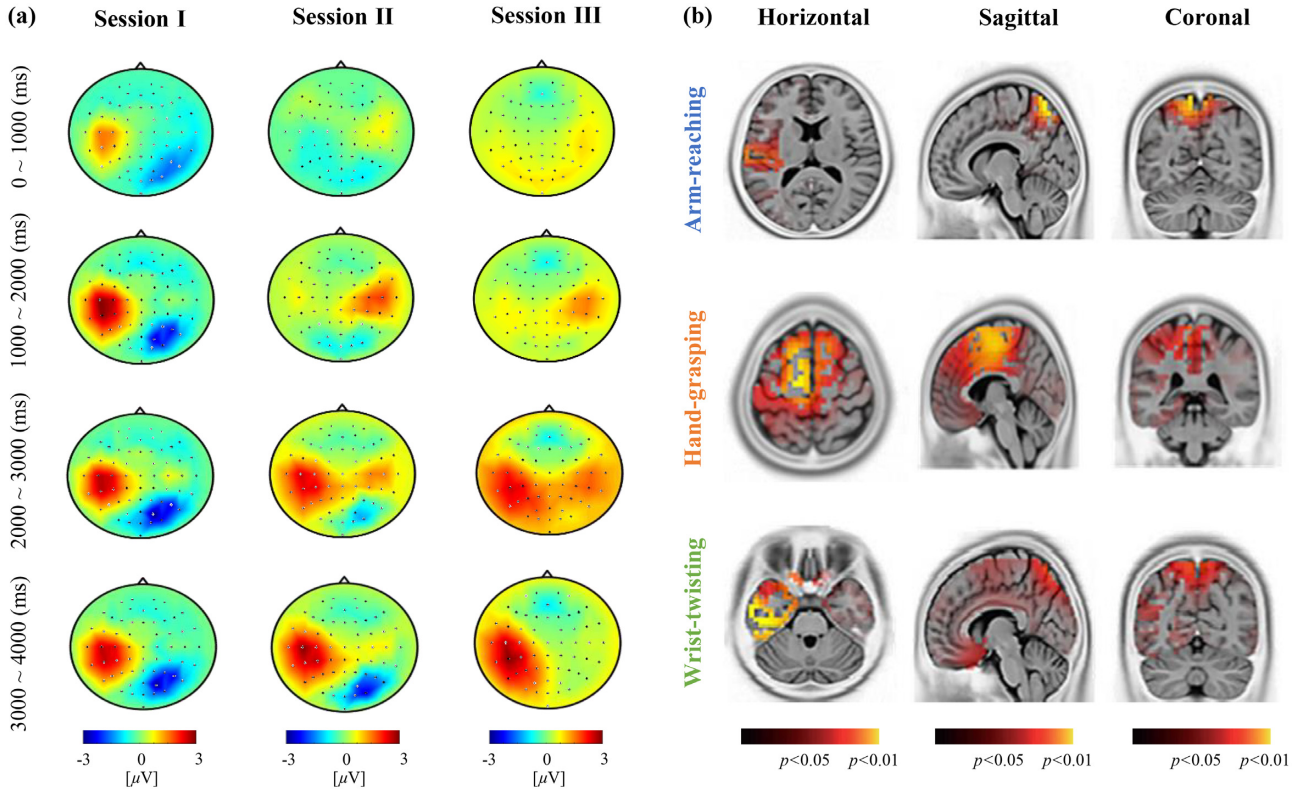 (a) Session I Session II Session III
0 ~ 1000 (ms)
1000 ~ 2000 (ms)
2000 ~ 3000 (ms)
3000 ~ 4000 (ms)
-3 0 3 -3 0 3 -3 0 3
[μV] [μV] [μV]
(b) Horizontal Sagittal Coronal
Arm-reaching
Hand-grasping
Wrist-twisting
p<0.05 p<0.01 p<0.05 p<0.01 p<0.05 p<0.01